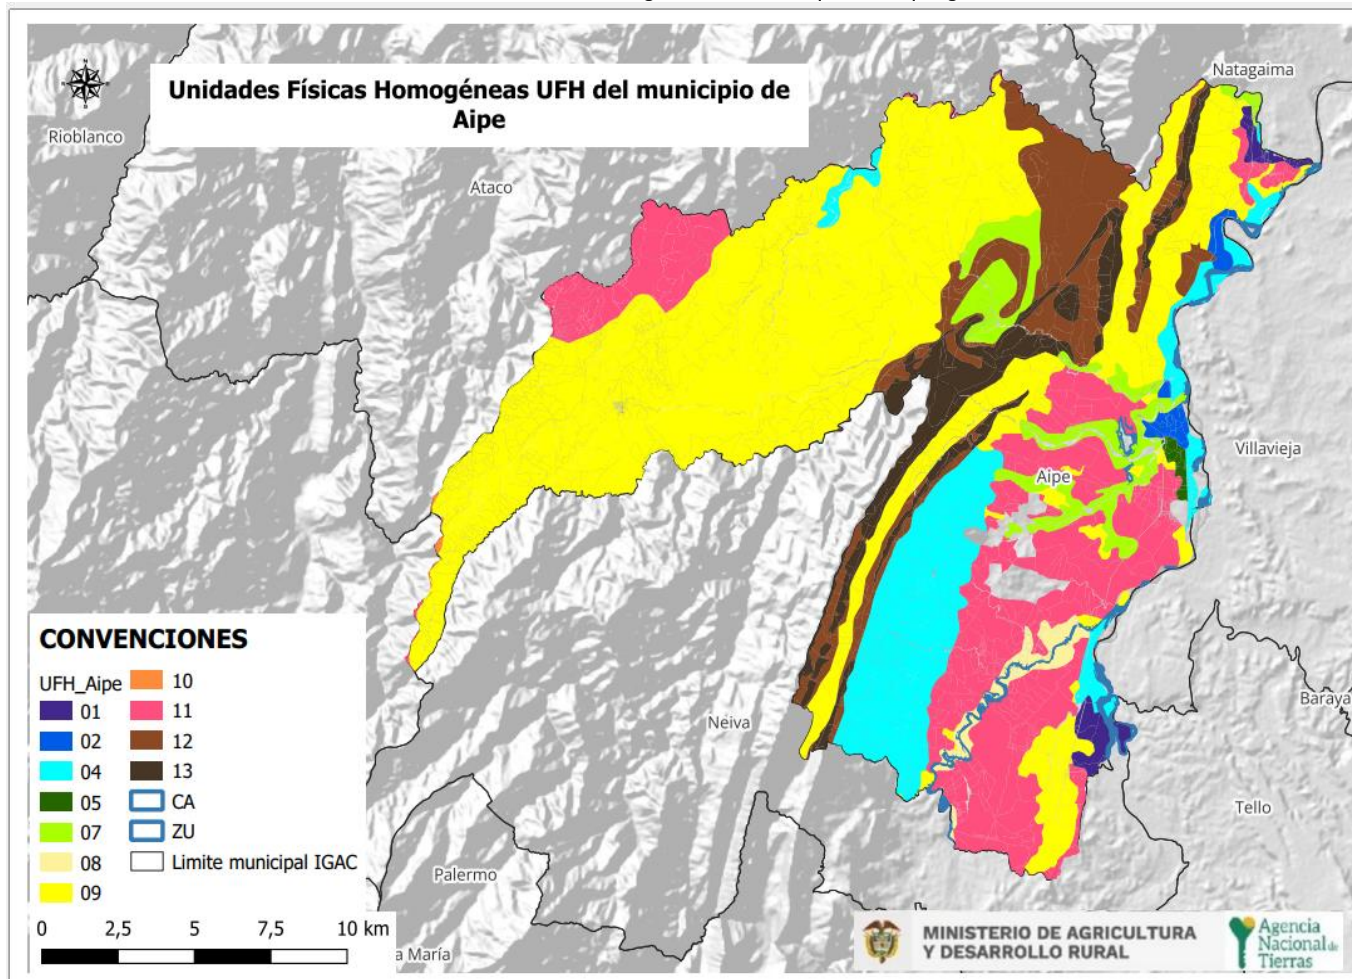 Unidades Físicas Homogéneas UFH del municipio de
Aipe
Natagaima
Rioblanco
Ataco
Villavieja
Aipe
Neiva
Baraya
Tello
Palermo
a María
CONVENCIONES
UFH_Aipe
01
02
04
05
07
08
09
10
11
12
13
CA
ZU
Limite municipal IGAC
0 2,5 5 7,5 10 km
MINISTERIO DE AGRICULTURA
Y DESARROLLO RURAL
Agencia
Nacional de
Tierras